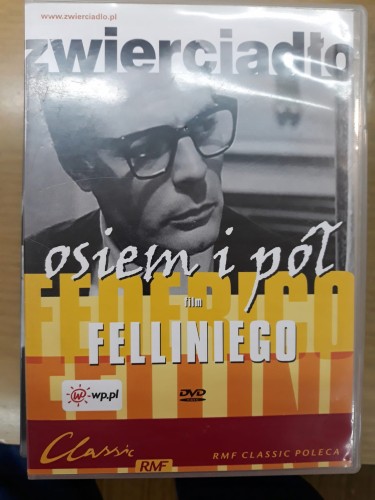 www.zwierciadlo.pl
zwierciadło
osiem i pół
FEDERICO
film
FELLINIEGO
FELLINI
w-wp.pl
DVD
Classic
RMF
RMF CLASSIC POLECA